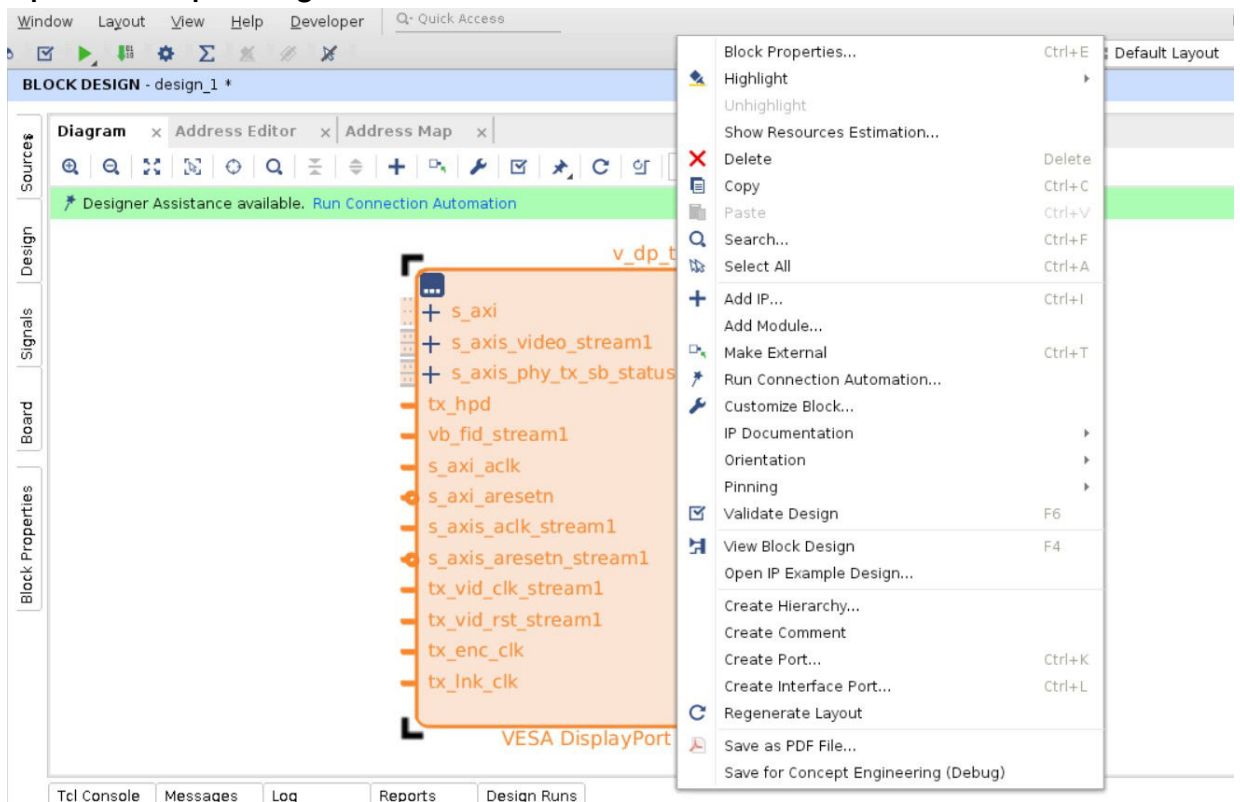 Window Layout View Help Developer Q- Quick Access
Default Layout
BLOCK DESIGN - design_1 *
Diagram x Address Editor x Address Map x
Designer Assistance available. Run Connection Automation
Sources
Design
Signals
Board
Block Properties
v_dp_t
s_axi
s_axis_video_stream1
s_axis_phy_tx_sb_status
tx_hpd
vb_fid_stream1
s_axi_aclk
s_axi_aresetn
s_axis_aclk_stream1
s_axis_aresetn_stream1
tx_vid_clk_stream1
tx_vid_rst_stream1
tx_enc_clk
tx_lnk_clk
VESA DisplayPort
Block Properties... Ctrl+E
Highlight
Unhighlight
Show Resources Estimation...
Delete Delete
Copy Ctrl+C
Paste Ctrl+V
Search... Ctrl+F
Select All Ctrl+A
Add IP... Ctrl+I
Add Module...
Make External Ctrl+T
Run Connection Automation...
Customize Block...
IP Documentation
Orientation
Pinning
Validate Design F6
View Block Design F4
Open IP Example Design...
Create Hierarchy...
Create Comment
Create Port... Ctrl+K
Create Interface Port... Ctrl+L
Regenerate Layout
Save as PDF File...
Save for Concept Engineering (Debug)
Tcl Console Messages Log Reports Design Runs